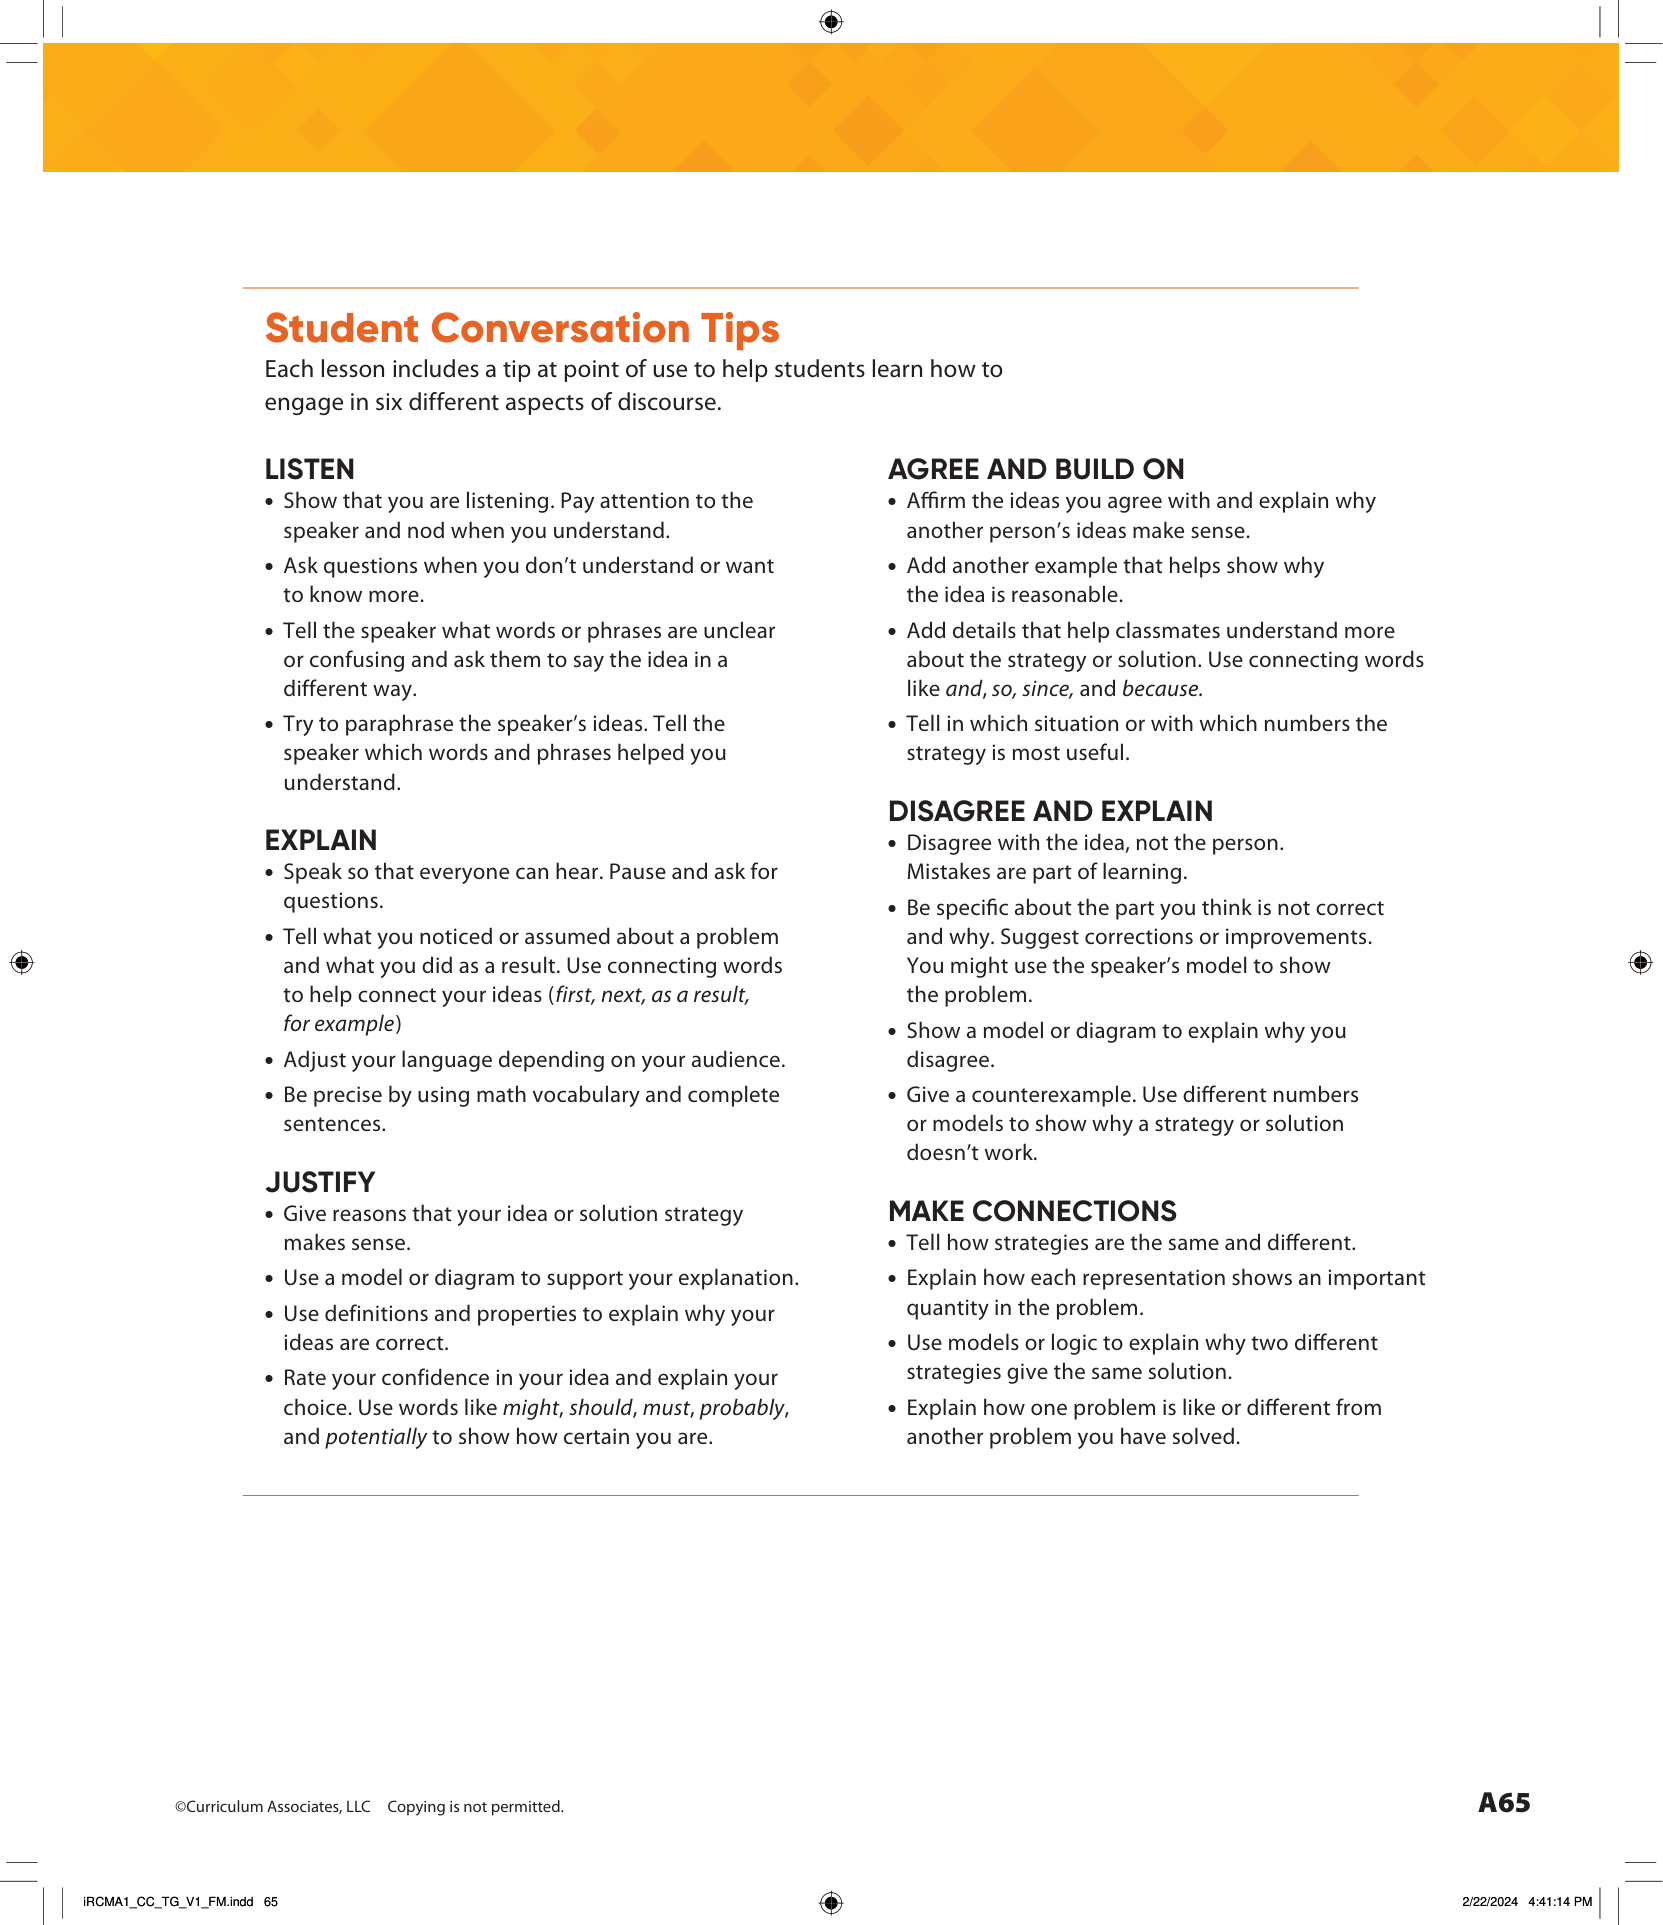 Student Conversation Tips
Each lesson includes a tip at point of use to help students learn how to
engage in six different aspects of discourse.
LISTEN
• Show that you are listening. Pay attention to the
speaker and nod when you understand.
• Ask questions when you don’t understand or want
to know more.
• Tell the speaker what words or phrases are unclear
or confusing and ask them to say the idea in a
different way.
• Try to paraphrase the speaker’s ideas. Tell the
speaker which words and phrases helped you
understand.
EXPLAIN
• Speak so that everyone can hear. Pause and ask for
questions.
• Tell what you noticed or assumed about a problem
and what you did as a result. Use connecting words
to help connect your ideas (first, next, as a result,
for example)
• Adjust your language depending on your audience.
• Be precise by using math vocabulary and complete
sentences.
JUSTIFY
• Give reasons that your idea or solution strategy
makes sense.
• Use a model or diagram to support your explanation.
• Use definitions and properties to explain why your
ideas are correct.
• Rate your confidence in your idea and explain your
choice. Use words like might, should, must, probably,
and potentially to show how certain you are.
AGREE AND BUILD ON
• Affirm the ideas you agree with and explain why
another person’s ideas make sense.
• Add another example that helps show why
the idea is reasonable.
• Add details that help classmates understand more
about the strategy or solution. Use connecting words
like and, so, since, and because.
• Tell in which situation or with which numbers the
strategy is most useful.
DISAGREE AND EXPLAIN
• Disagree with the idea, not the person.
Mistakes are part of learning.
• Be specific about the part you think is not correct
and why. Suggest corrections or improvements.
You might use the speaker’s model to show
the problem.
• Show a model or diagram to explain why you
disagree.
• Give a counterexample. Use different numbers
or models to show why a strategy or solution
doesn’t work.
MAKE CONNECTIONS
• Tell how strategies are the same and different.
• Explain how each representation shows an important
quantity in the problem.
• Use models or logic to explain why two different
strategies give the same solution.
• Explain how one problem is like or different from
another problem you have solved.
©Curriculum Associates, LLC Copying is not permitted.
A65
iRCMA1_CC_TG_V1_FM.indd 65
2/22/2024 4:41:14 PM